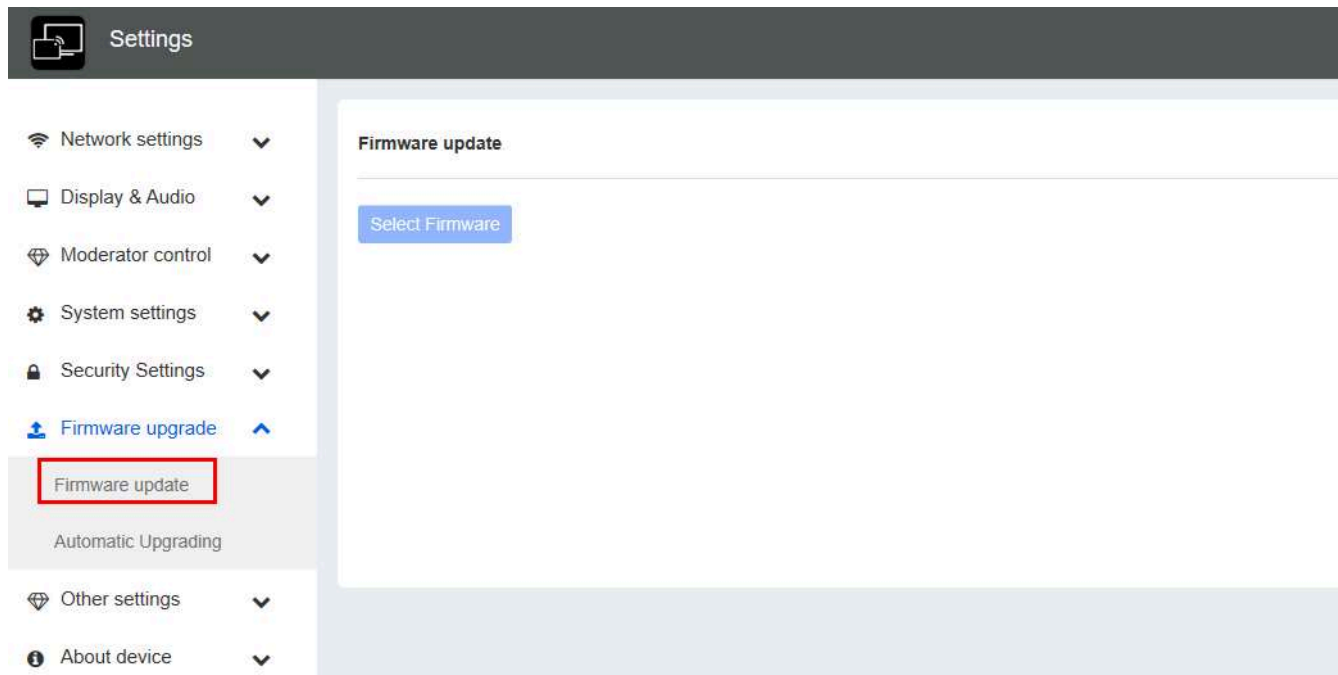 Settings
Network settings
Display & Audio
Moderator control
System settings
Security Settings
Firmware upgrade
Firmware update
Automatic Upgrading
Other settings
About device
Firmware update
Select Firmware